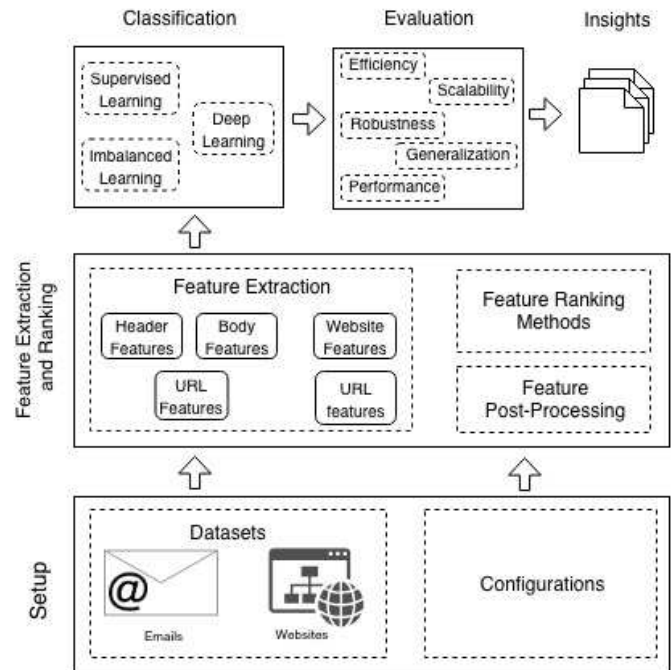 Classification
Evaluation
Insights
Supervised
Learning
Deep
Learning
Imbalanced
Learning
Efficiency
Scalability
Robustness
Generalization
Performance
Feature Extraction
and Ranking
Feature Extraction
Header
Features
Body
Features
Website
Features
URL
Features
URL
features
Feature Ranking
Methods
Feature
Post-Processing
Setup
Datasets
@
Emails
Websites
Configurations